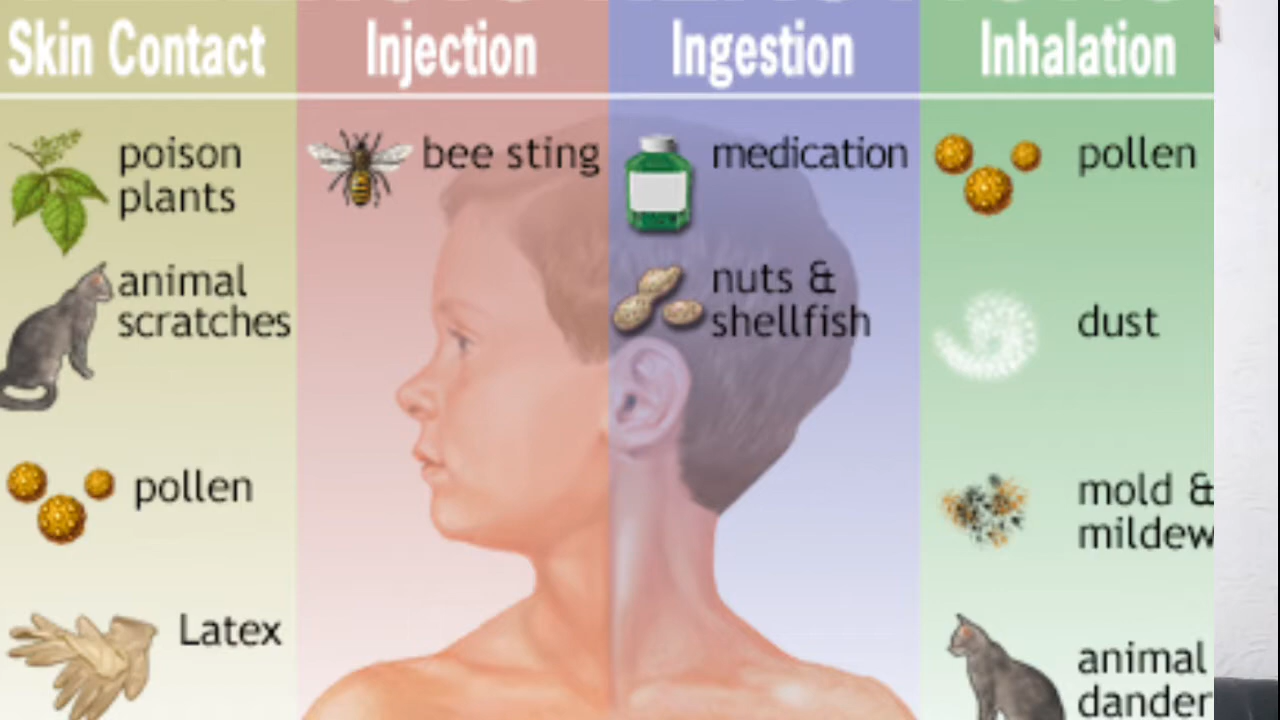 Skin Contact
Injection
Ingestion
Inhalation
poison
plants
animal
scratches
pollen
Latex
bee sting
medication
nuts &
shellfish
pollen
dust
mold &
mildew
animal
dander